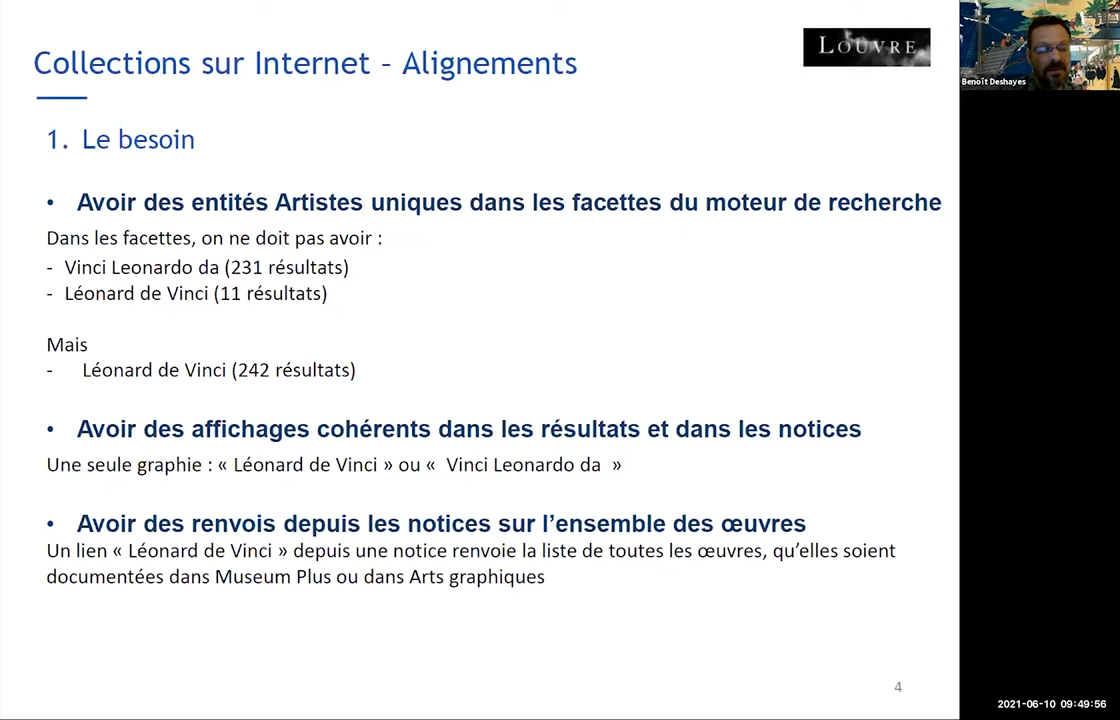 Collections sur Internet – Alignements
LOUVRE
Benoît Deshayes
1. Le besoin
• Avoir des entités Artistes uniques dans les facettes du moteur de recherche
Dans les facettes, on ne doit pas avoir :
- Vinci Leonardo da (231 résultats)
- Léonard de Vinci (11 résultats)
Mais
- Léonard de Vinci (242 résultats)
• Avoir des affichages cohérents dans les résultats et dans les notices
Une seule graphie : « Léonard de Vinci » ou « Vinci Leonardo da »
• Avoir des renvois depuis les notices sur l’ensemble des œuvres
Un lien « Léonard de Vinci » depuis une notice renvoie la liste de toutes les œuvres, qu’elles soient
documentées dans Museum Plus ou dans Arts graphiques
4
2021-06-10 09:49:56